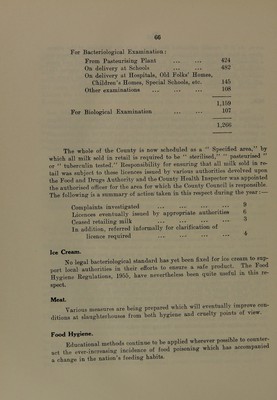 66
For Bacteriological Examination:
From Pasteurising Plant ... ... 424
On delivery at Schools ... ... 482
On delivery at Hospitals, Old Folks' Homes,
Children's Homes, Special Schools, etc. 145
Other examinations ... ... ... 108
1,159
For Biological Examination ... ... 107
1,266
The whole of the County is now scheduled as a " Specified area," by
which all milk sold in retail is required to be " sterilised," " pasteurised "
or " tuberculin tested." Responsibility for ensuring that all milk sold in re-
tail was subject to these licences issued by various authorities devolved upon
the Food and Drugs Authority and the County Health Inspector was appointed
the authorised officer for the area for which the County Council is responsible.
The following is a summary of action taken in this respect during the year:—
Complaints investigated ... ... ... ... 9
Licences eventually issued by appropriate authorities 6
Ceased retailing milk ... ... ... ... 3
In addition, referred informally for clarification of
licence required ... ... ... ... 4
Ice Cream.
No legal bacteriological standard has yet been fixed for ice cream to sup-
port local authorities in their efforts to ensure a safe product. The Food
Hygiene Regulations, 1955, have nevertheless been quite useful in this re-
spect.
Meat.
Various measures are being prepared which will eventually improve con-
ditions at slaughterhouses from both hygiene and cruelty points of view.
Food Hygiene.
Educational methods continue to be applied wherever possible to counter-
act the ever-increasing incidence of food poisoning which has accompanied
a change in the nation's feeding habits.